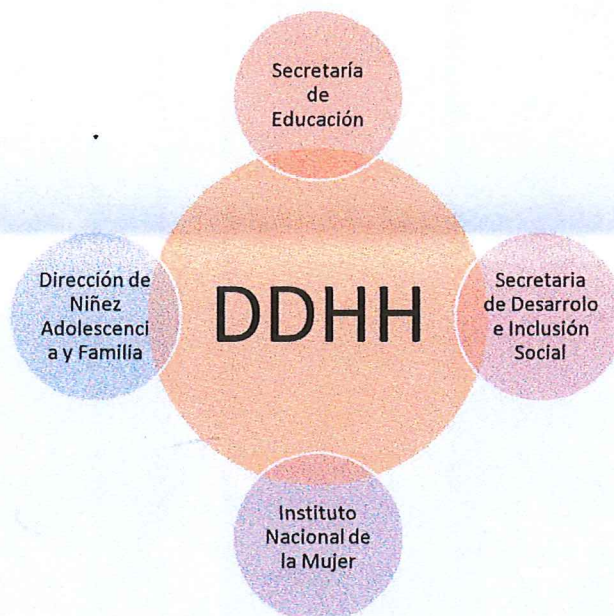 Secretaría
de
Educación
Dirección de
Niñez
Adolescenci
a y Familia
DDHH
Secretaria
de Desarrolo
e Inclusión
Social
Instituto
Nacional de
la Mujer